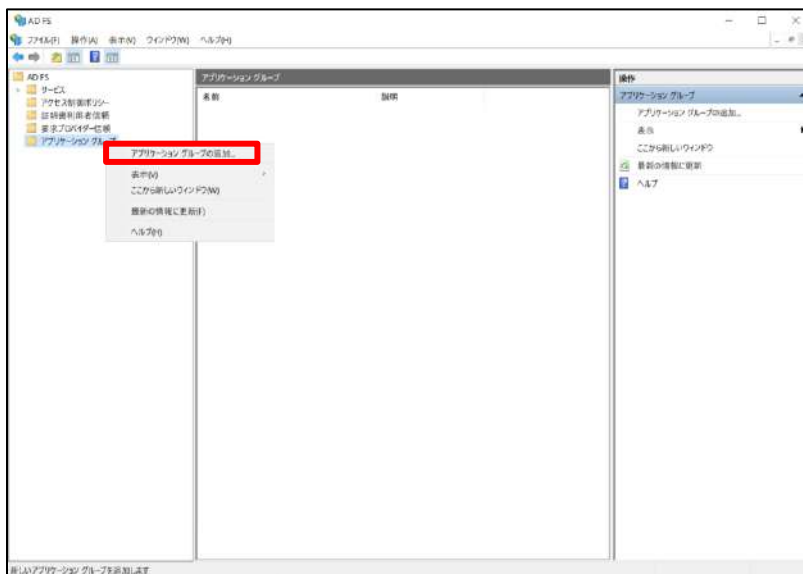 AD FS
ファイル(F) 操作(A) 表示(V) ウィンドウ(W) ヘルプ(H)
AD FS
サービス
アクセス制御ポリシー
証明書利用者信頼
要求プロバイダー信頼
アプリケーション グループ
アプリケーション グループの追加...
表示(V)
ここから新しいウィンドウ(W)
最新の情報に更新(F)
ヘルプ(H)
アプリケーション グループ
名前 説明
操作
アプリケーション グループ
アプリケーション グループの追加...
表示
ここから新しいウィンドウ
最新の情報に更新
ヘルプ
新しいアプリケーション グループを追加します